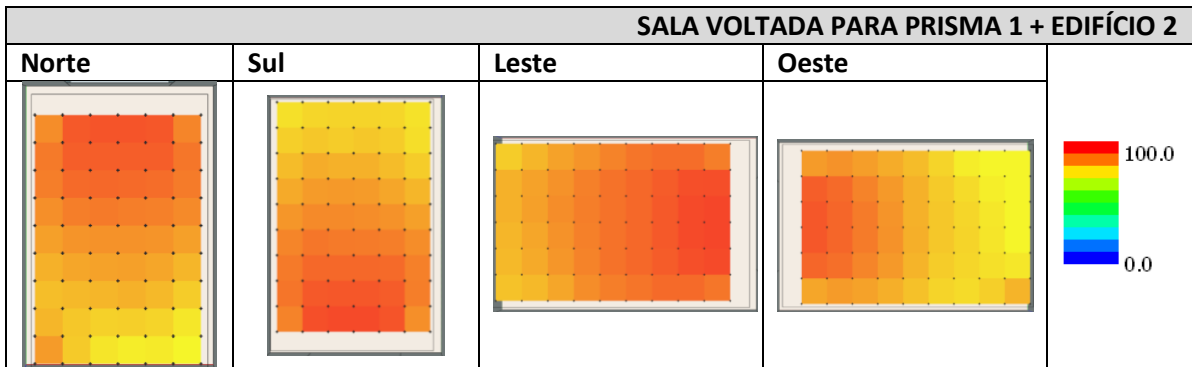 SALA VOLTADA PARA PRISMA 1 + EDIFÍCIO 2
Norte Sul Leste Oeste
100.0
0.0